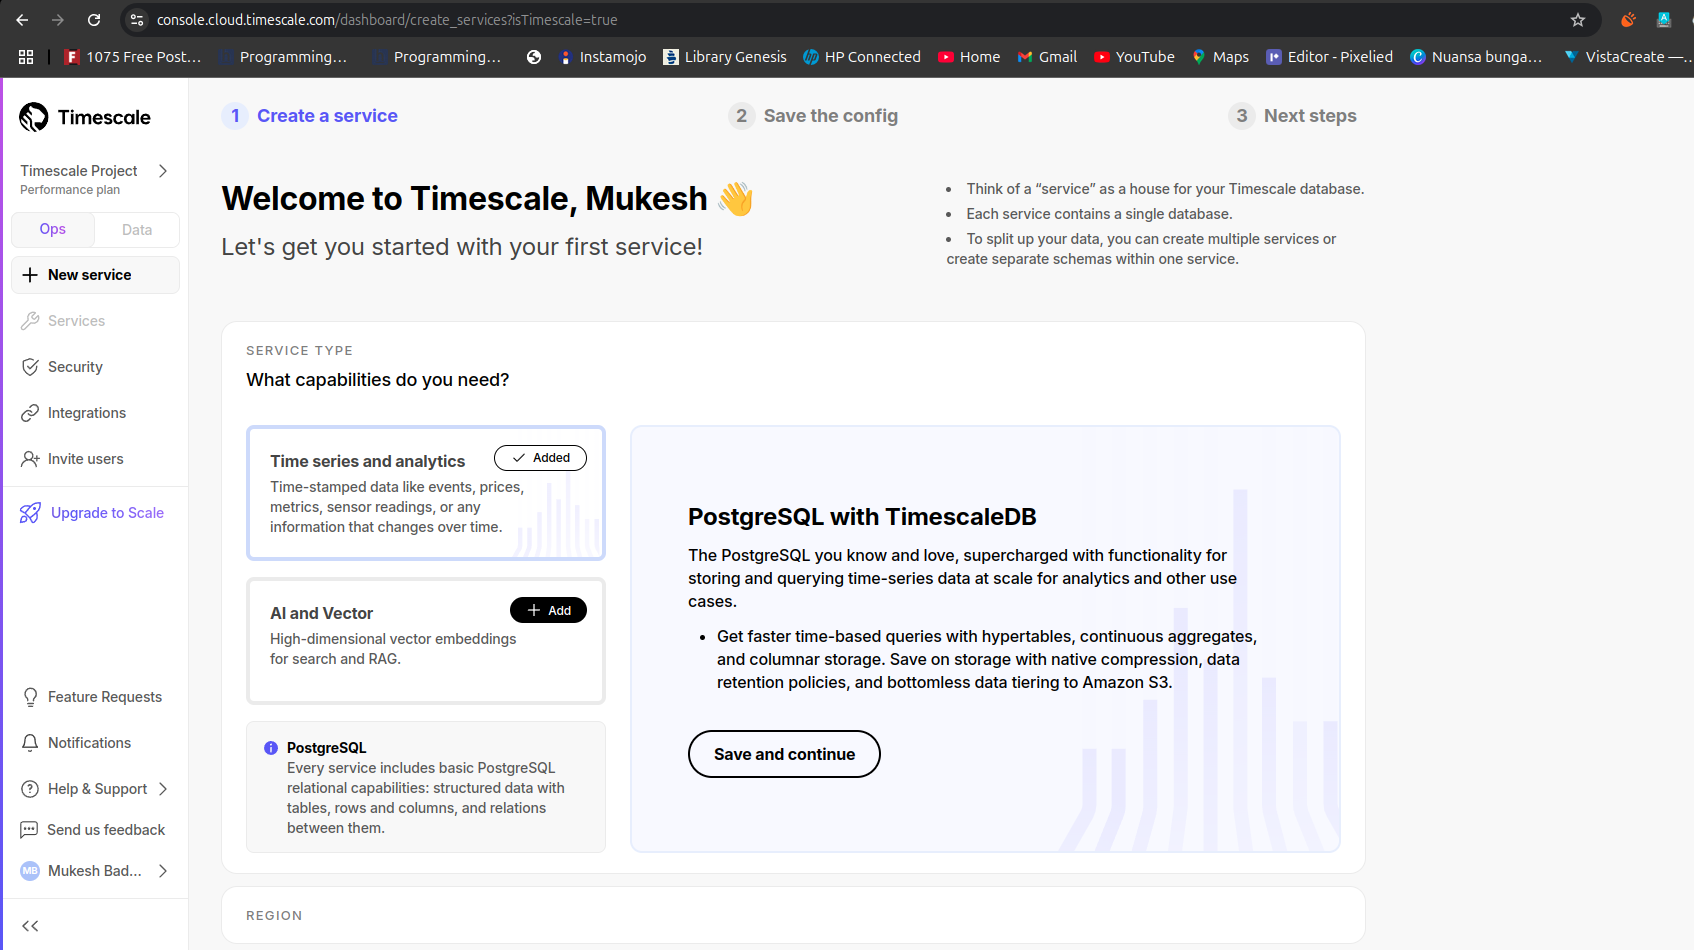 console.cloud.timescale.com/dashboard/create_services?isTimescale=true
1075 Free Post...
Programming...
Programming...
Instamojo
Library Genesis
HP Connected
Home
Gmail
YouTube
Maps
Editor - Pixelied
Nuansa bunga...
VistaCreate —...
Timescale
Timescale Project
Performance plan
Ops
Data
New service
Services
Security
Integrations
Invite users
Upgrade to Scale
Feature Requests
Notifications
Help & Support
Send us feedback
MB Mukesh Bad...
1 Create a service
2 Save the config
3 Next steps
Welcome to Timescale, Mukesh 👋
Let's get you started with your first service!
• Think of a “service” as a house for your Timescale database.
• Each service contains a single database.
• To split up your data, you can create multiple services or
create separate schemas within one service.
SERVICE TYPE
What capabilities do you need?
Time series and analytics
Added
Time-stamped data like events, prices,
metrics, sensor readings, or any
information that changes over time.
AI and Vector
Add
High-dimensional vector embeddings
for search and RAG.
PostgreSQL
Every service includes basic PostgreSQL
relational capabilities: structured data with
tables, rows and columns, and relations
between them.
PostgreSQL with TimescaleDB
The PostgreSQL you know and love, supercharged with functionality for
storing and querying time-series data at scale for analytics and other use
cases.
• Get faster time-based queries with hypertables, continuous aggregates,
and columnar storage. Save on storage with native compression, data
retention policies, and bottomless data tiering to Amazon S3.
Save and continue
REGION